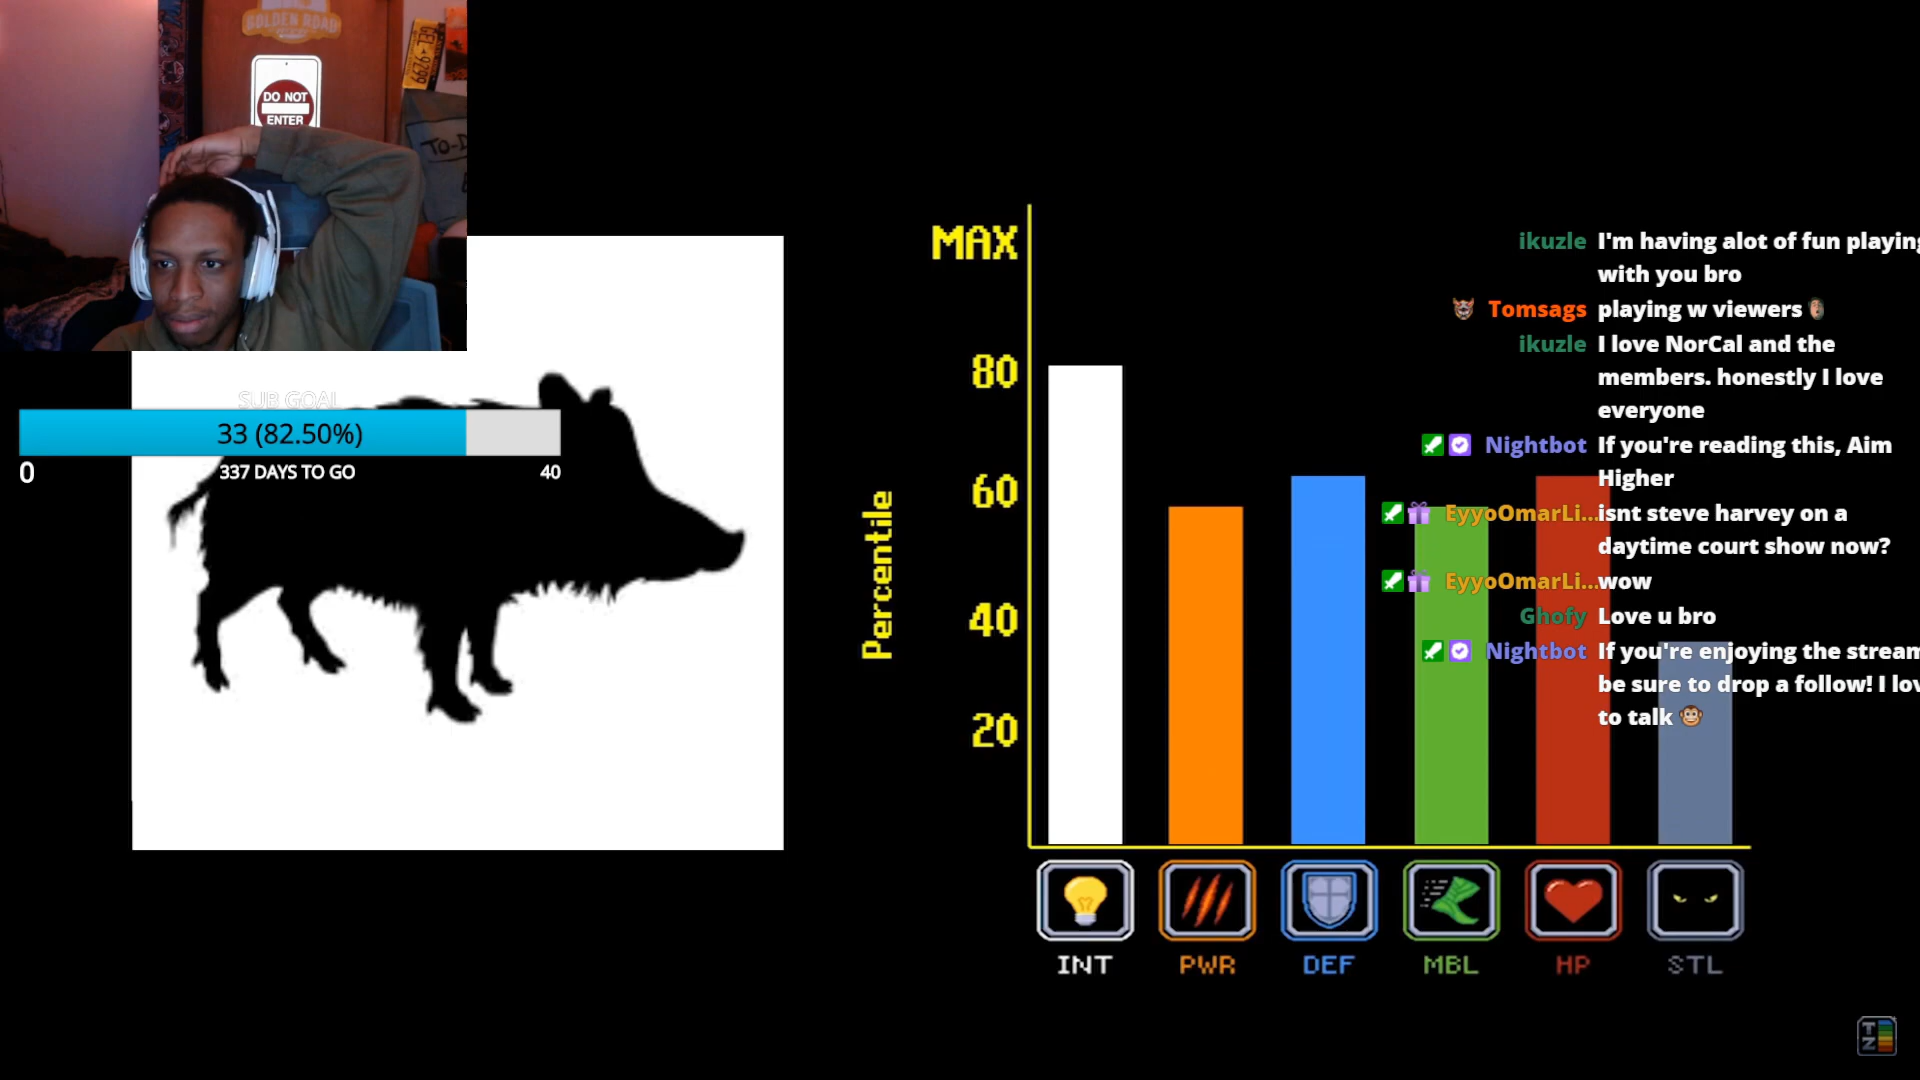 GOLDEN ROAD
GEL·9299
DO NOT
ENTER
TO-D
SUB GOAL
33 (82.50%)
0
337 DAYS TO GO
40
MAX
80
60
40
20
Percentile
INT
PWR
DEF
MBL
HP
STL
ikuzle I'm having alot of fun playing
with you bro
Tomsags playing w viewers
ikuzle I love NorCal and the
members. honestly I love
everyone
Nightbot If you're reading this, Aim
Higher
EyyoOmarLi... isnt steve harvey on a
daytime court show now?
EyyoOmarLi... wow
Ghofy Love u bro
Nightbot If you're enjoying the stream
be sure to drop a follow! I lov
to talk
TZ